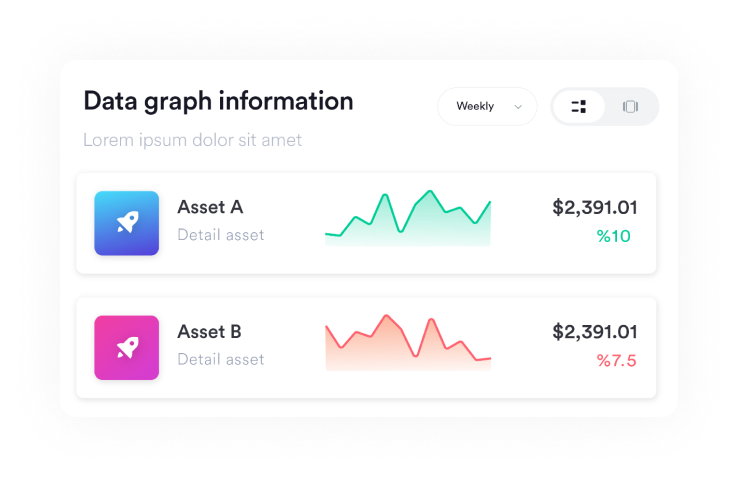 Data graph information
Weekly
Lorem ipsum dolor sit amet
Asset A
$2,391.01
Detail asset
%10
Asset B
$2,391.01
Detail asset
%7.5